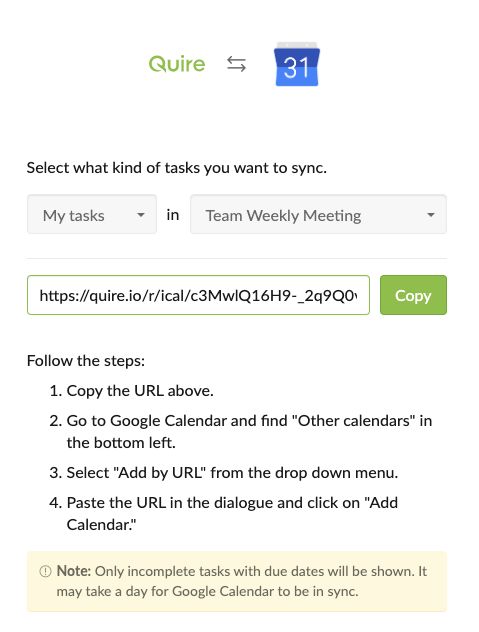 Quire
31
Select what kind of tasks you want to sync.
My tasks in Team Weekly Meeting
https://quire.io/r/ical/c3MwlQ16H9-_2q9Q0 Copy
Follow the steps:
1. Copy the URL above.
2. Go to Google Calendar and find "Other calendars" in
the bottom left.
3. Select "Add by URL" from the drop down menu.
4. Paste the URL in the dialogue and click on "Add
Calendar."
Note: Only incomplete tasks with due dates will be shown. It
may take a day for Google Calendar to be in sync.